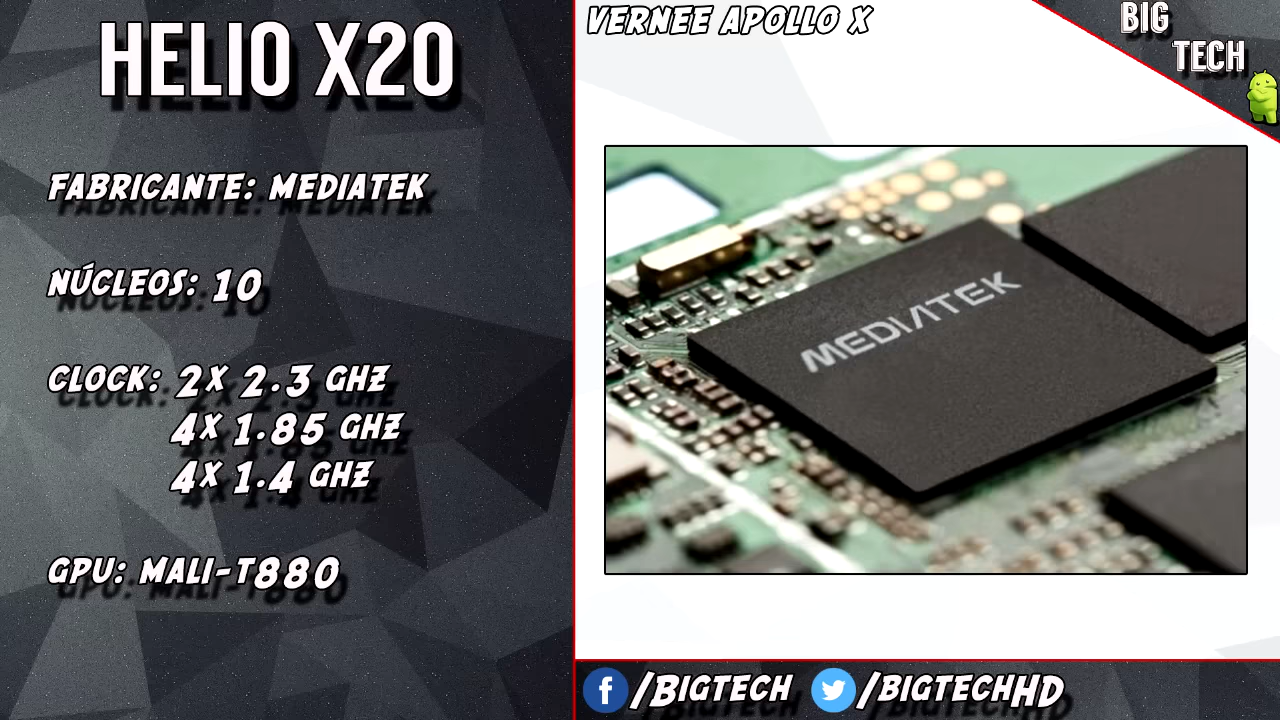 HELIO X20
FABRICANTE: MEDIATEK
NÚCLEOS: 10
CLOCK: 2X 2.3 GHZ
4X 1.85 GHZ
4X 1.4 GHZ
GPU: MALI-T880
VERNEE APOLLO X
BIG
TECH
MEDIATEK
/BIGTECH
/BIGTECHHD